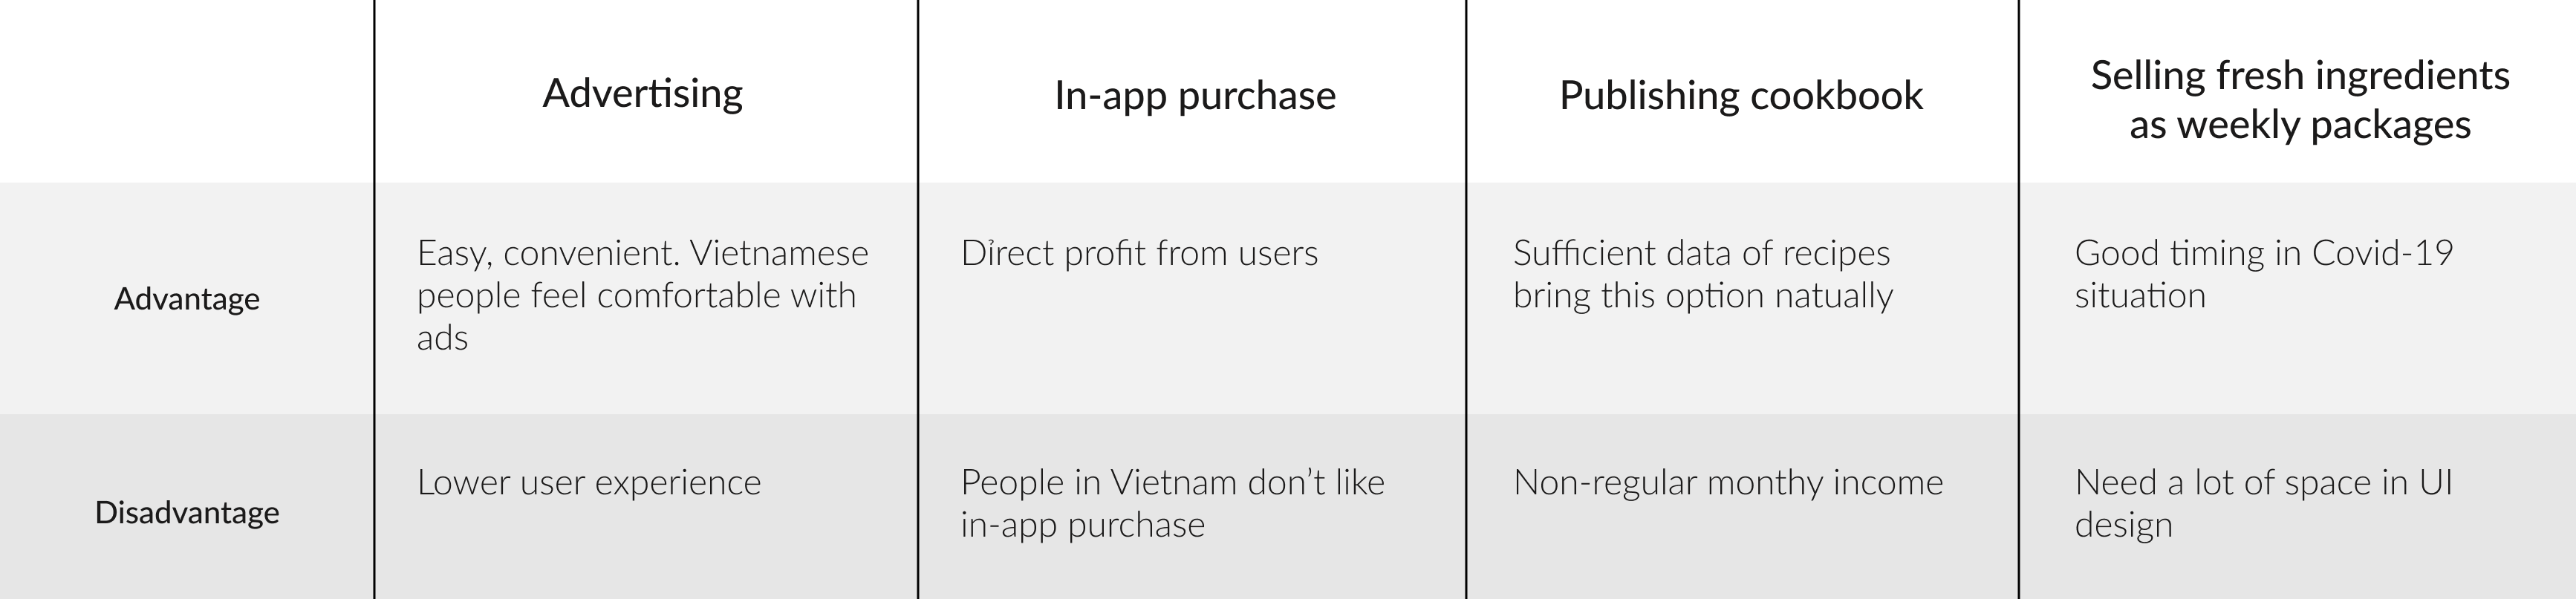 Advertising
In-app purchase
Publishing cookbook
Selling fresh ingredients
as weekly packages
Advantage
Easy, convenient. Vietnamese
people feel comfortable with
ads
Dỉrect profit from users
Sufficient data of recipes
bring this option natually
Good timing in Covid-19
situation
Disadvantage
Lower user experience
People in Vietnam don’t like
in-app purchase
Non-regular monthy income
Need a lot of space in UI
design